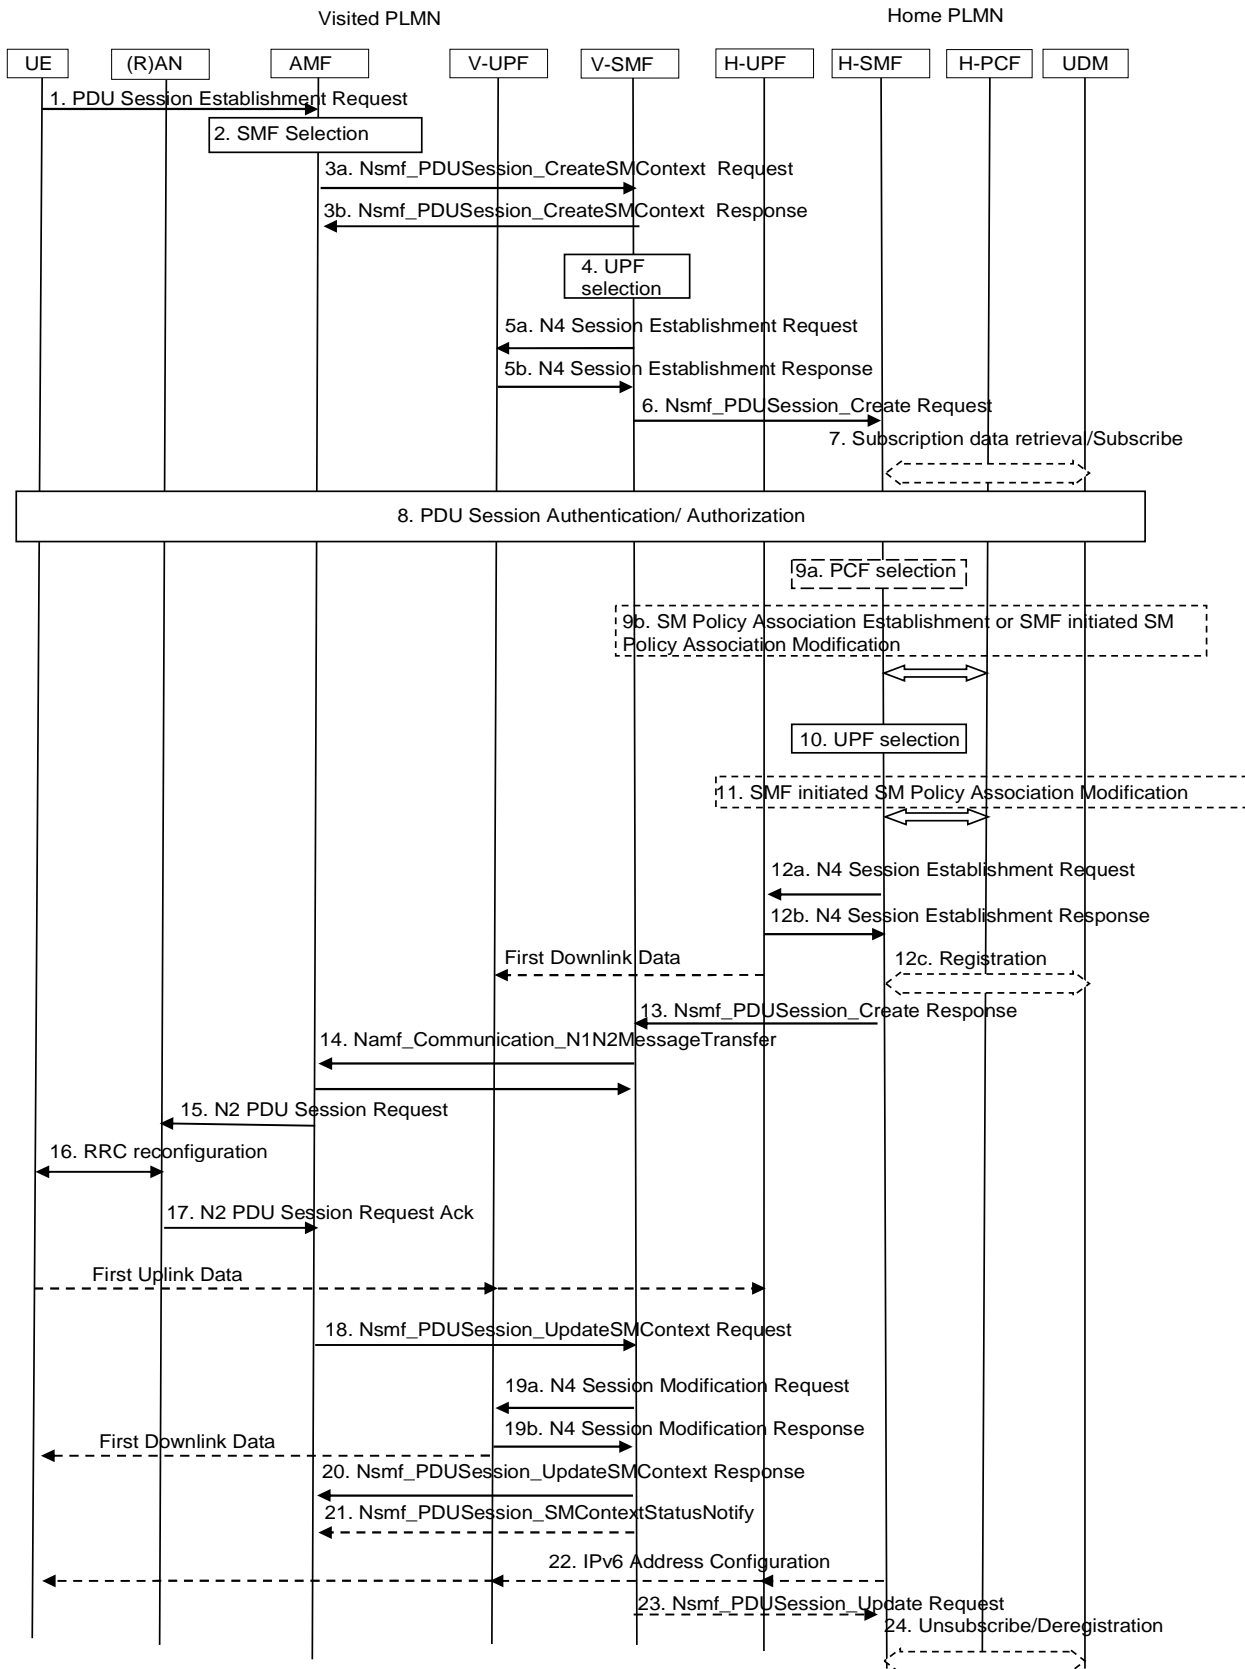 Visited PLMN
Home PLMN
UE
(R)AN
AMF
V-UPF
V-SMF
H-UPF
H-SMF
H-PCF
UDM
1. PDU Session Establishment Request
2. SMF Selection
3a. Nsmf_PDUSession_CreateSMContext Request
3b. Nsmf_PDUSession_CreateSMContext Response
4. UPF
selection
5a. N4 Session Establishment Request
5b. N4 Session Establishment Response
6. Nsmf_PDUSession_Create Request
7. Subscription data retrieval/Subscribe
8. PDU Session Authentication/ Authorization
9a. PCF selection
9b. SM Policy Association Establishment or SMF initiated SM
Policy Association Modification
10. UPF selection
11. SMF initiated SM Policy Association Modification
12a. N4 Session Establishment Request
12b. N4 Session Establishment Response
First Downlink Data
12c. Registration
13. Nsmf_PDUSession_Create Response
14. Namf_Communication_N1N2MessageTransfer
15. N2 PDU Session Request
16. RRC reconfiguration
17. N2 PDU Session Request Ack
First Uplink Data
18. Nsmf_PDUSession_UpdateSMContext Request
19a. N4 Session Modification Request
19b. N4 Session Modification Response
First Downlink Data
20. Nsmf_PDUSession_UpdateSMContext Response
21. Nsmf_PDUSession_SMContextStatusNotify
22. IPv6 Address Configuration
23. Nsmf_PDUSession_Update Request
24. Unsubscribe/Deregistration